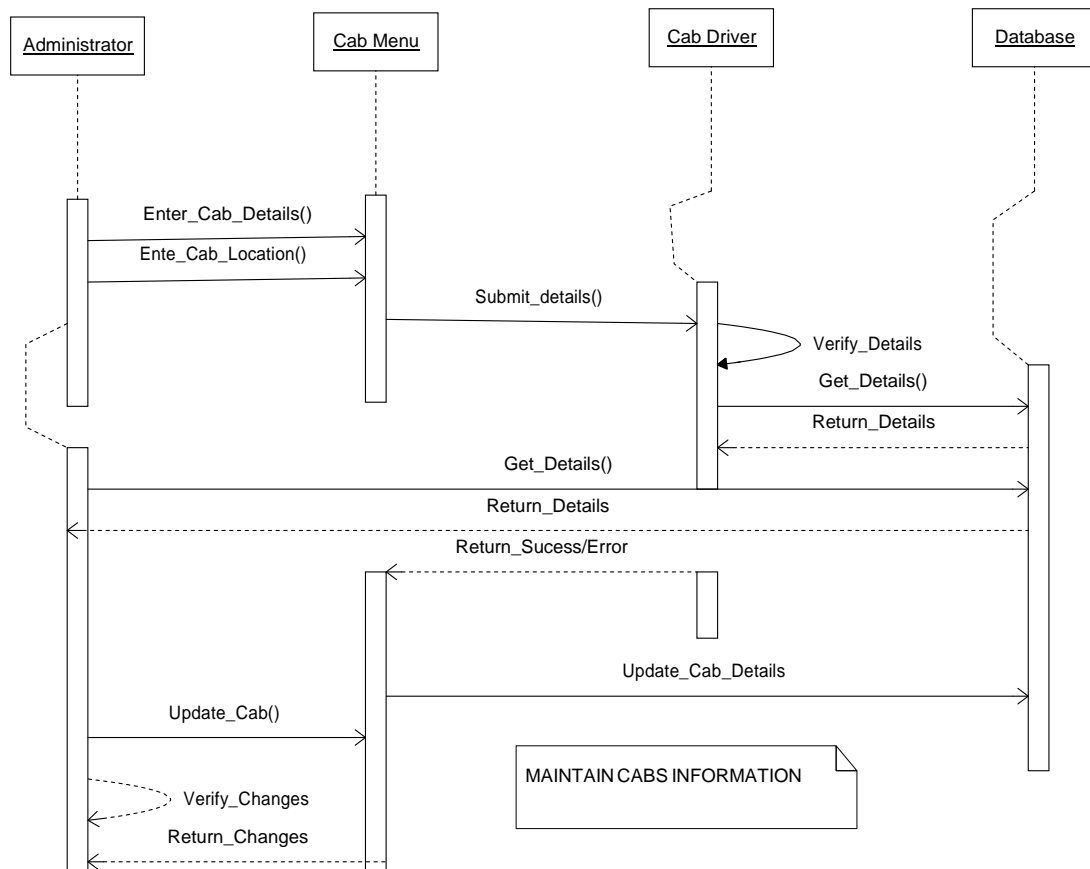 Administrator
Cab Menu
Cab Driver
Database
Enter_Cab_Details()
Ente_Cab_Location()
Submit_details()
Verify_Details
Get_Details()
Return_Details
Get_Details()
Return_Details
Return_Sucess/Error
Update_Cab_Details
Update_Cab()
MAINTAIN CABS INFORMATION
Verify_Changes
Return_Changes